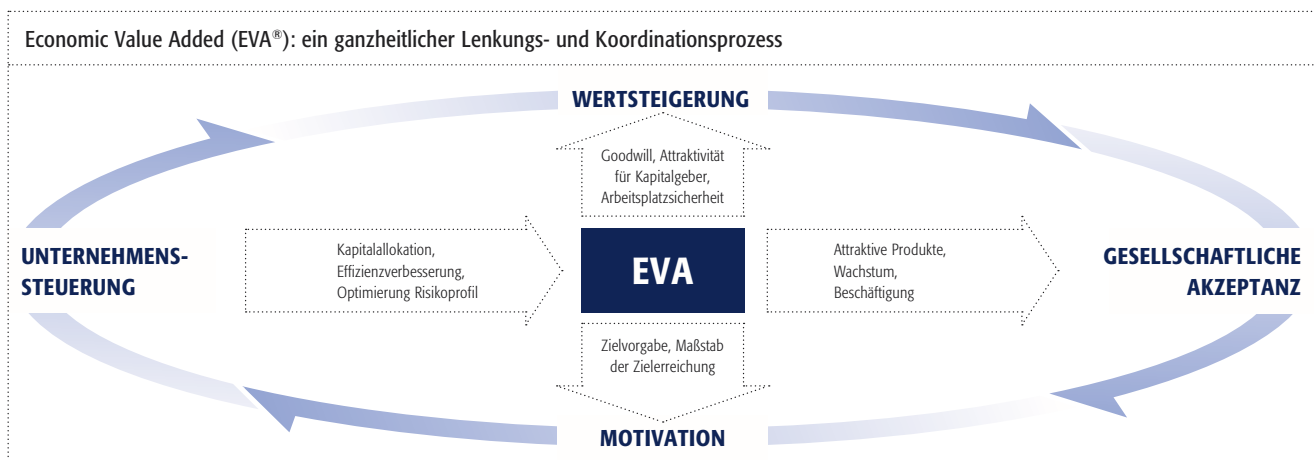 Economic Value Added (EVA®): ein ganzheitlicher Lenkungs- und Koordinationsprozess
WERTSTEIGERUNG
Goodwill, Attraktivität
für Kapitalgeber,
Arbeitsplatzsicherheit
UNTERNEHMENS-
STEUERUNG
Kapitalallokation,
Effizienzverbesserung,
Optimierung Risikoprofil
EVA
Attraktive Produkte,
Wachstum,
Beschäftigung
GESELLSCHAFTLICHE
AKZEPTANZ
Zielvorgabe, Maßstab
der Zielerreichung
MOTIVATION